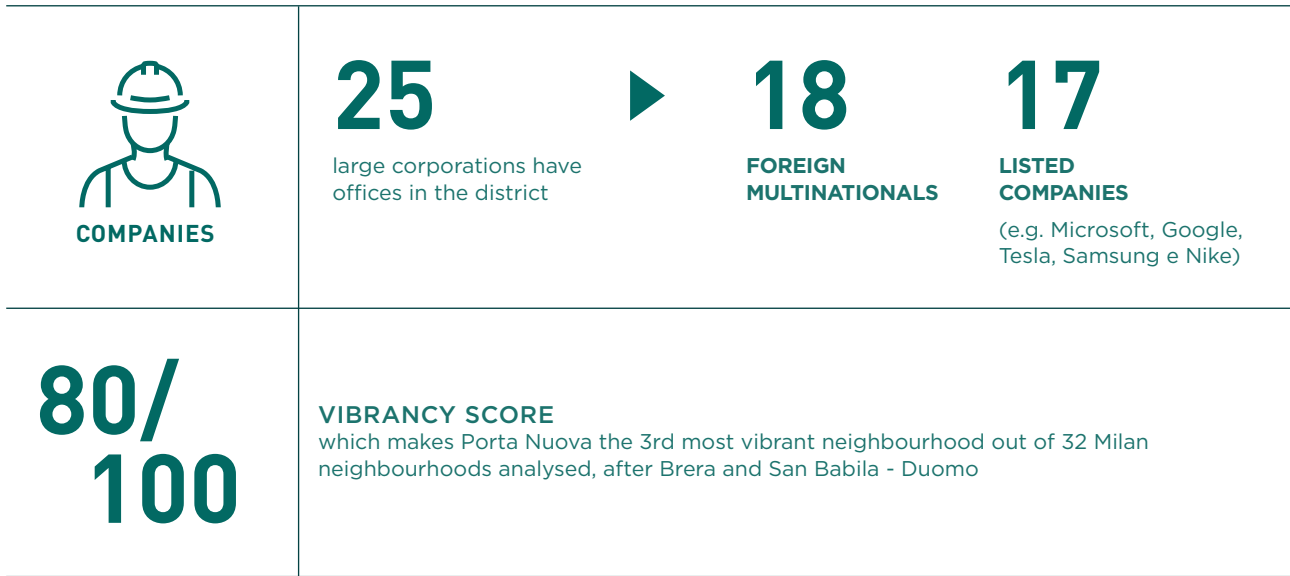 COMPANIES
25
large corporations have
offices in the district
18
FOREIGN
MULTINATIONALS
17
LISTED
COMPANIES
(e.g. Microsoft, Google,
Tesla, Samsung e Nike)
80/
100
VIBRANCY SCORE
which makes Porta Nuova the 3rd most vibrant neighbourhood out of 32 Milan
neighbourhoods analysed, after Brera and San Babila - Duomo